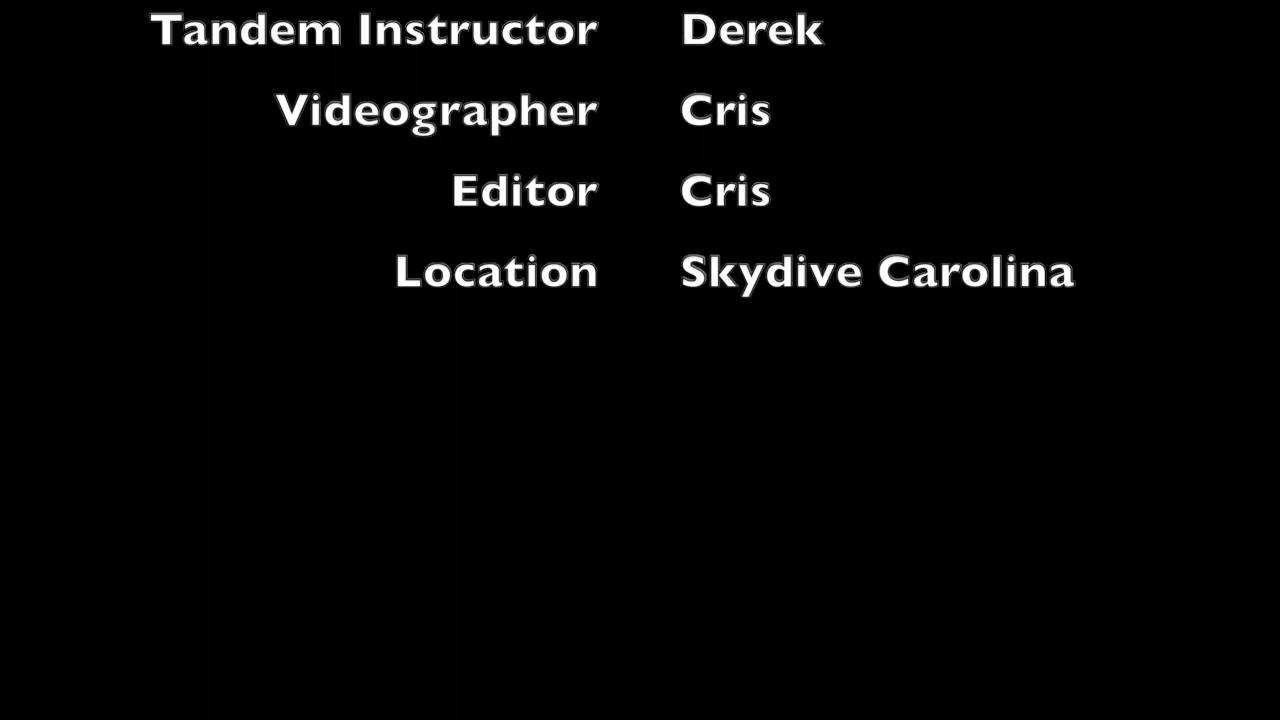 Tandem Instructor Derek
Videographer Cris
Editor Cris
Location Skydive Carolina